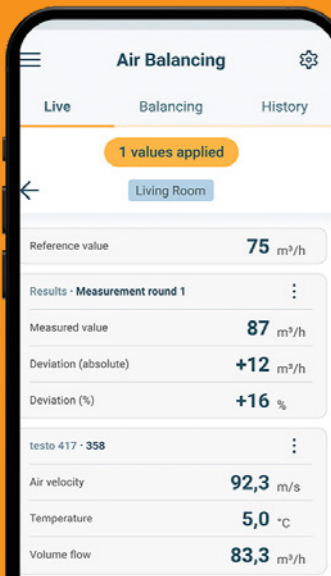 Air Balancing
Live Balancing History
1 values applied
Living Room
Reference value 75 m³/h
Results · Measurement round 1
Measured value 87 m³/h
Deviation (absolute) +12 m³/h
Deviation (%) +16 %
testo 417 · 358
Air velocity 92,3 m/s
Temperature 5,0 °C
Volume flow 83,3 m³/h